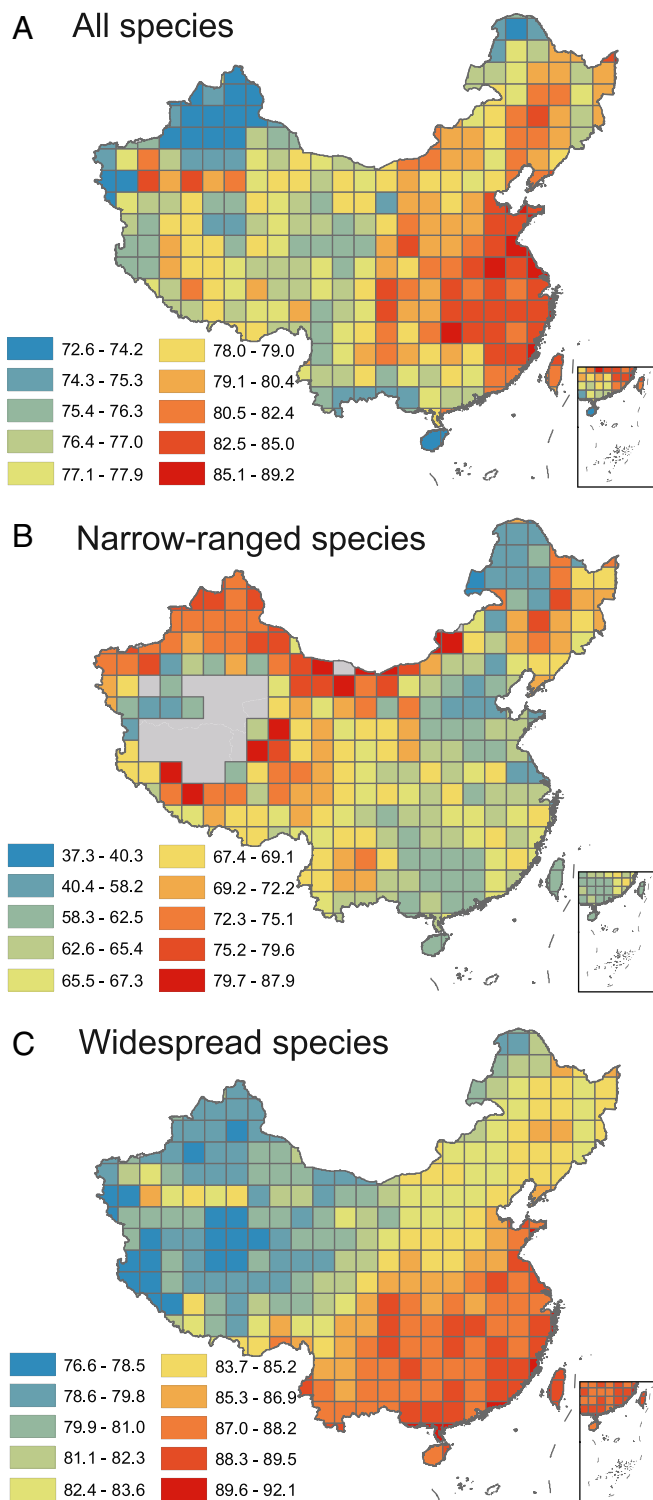 A All species
72.6 - 74.2 78.0 - 79.0
74.3 - 75.3 79.1 - 80.4
75.4 - 76.3 80.5 - 82.4
76.4 - 77.0 82.5 - 85.0
77.1 - 77.9 85.1 - 89.2
B Narrow-ranged species
37.3 - 40.3 67.4 - 69.1
40.4 - 58.2 69.2 - 72.2
58.3 - 62.5 72.3 - 75.1
62.6 - 65.4 75.2 - 79.6
65.5 - 67.3 79.7 - 87.9
C Widespread species
76.6 - 78.5 83.7 - 85.2
78.6 - 79.8 85.3 - 86.9
79.9 - 81.0 87.0 - 88.2
81.1 - 82.3 88.3 - 89.5
82.4 - 83.6 89.6 - 92.1